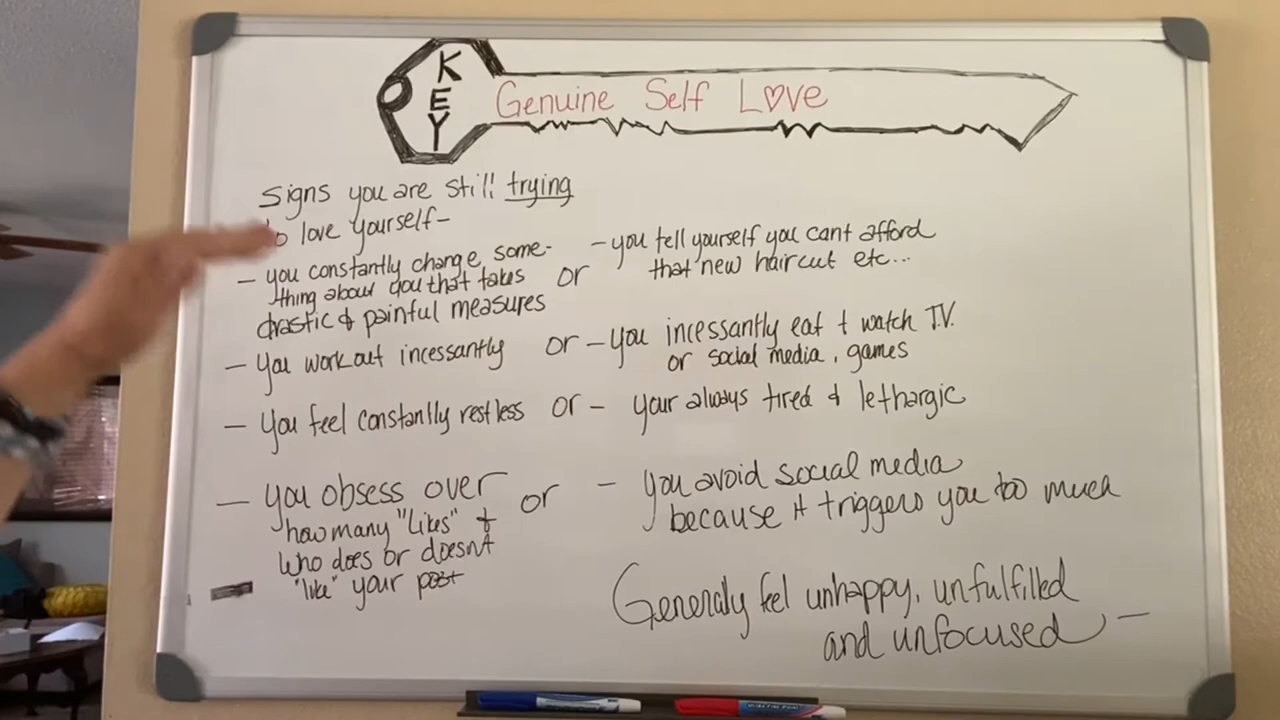 KEY
Genuine Self Love
Signs you are still trying
to love yourself-
- you constantly change some-
thing about you that takes
drastic & painful measures
or
- you tell yourself you cant afford
that new haircut etc...
- you workout incessantly
or
- you incessantly eat + watch T.V.
or social media, games
- you feel constantly restless
or
- your always tired & lethargic
- you obsess over
how many "likes" &
who does or doesnt
"like" your post
or
- you avoid social media
because it triggers you too much
Generally feel unhappy, unfulfilled
and unfocused -